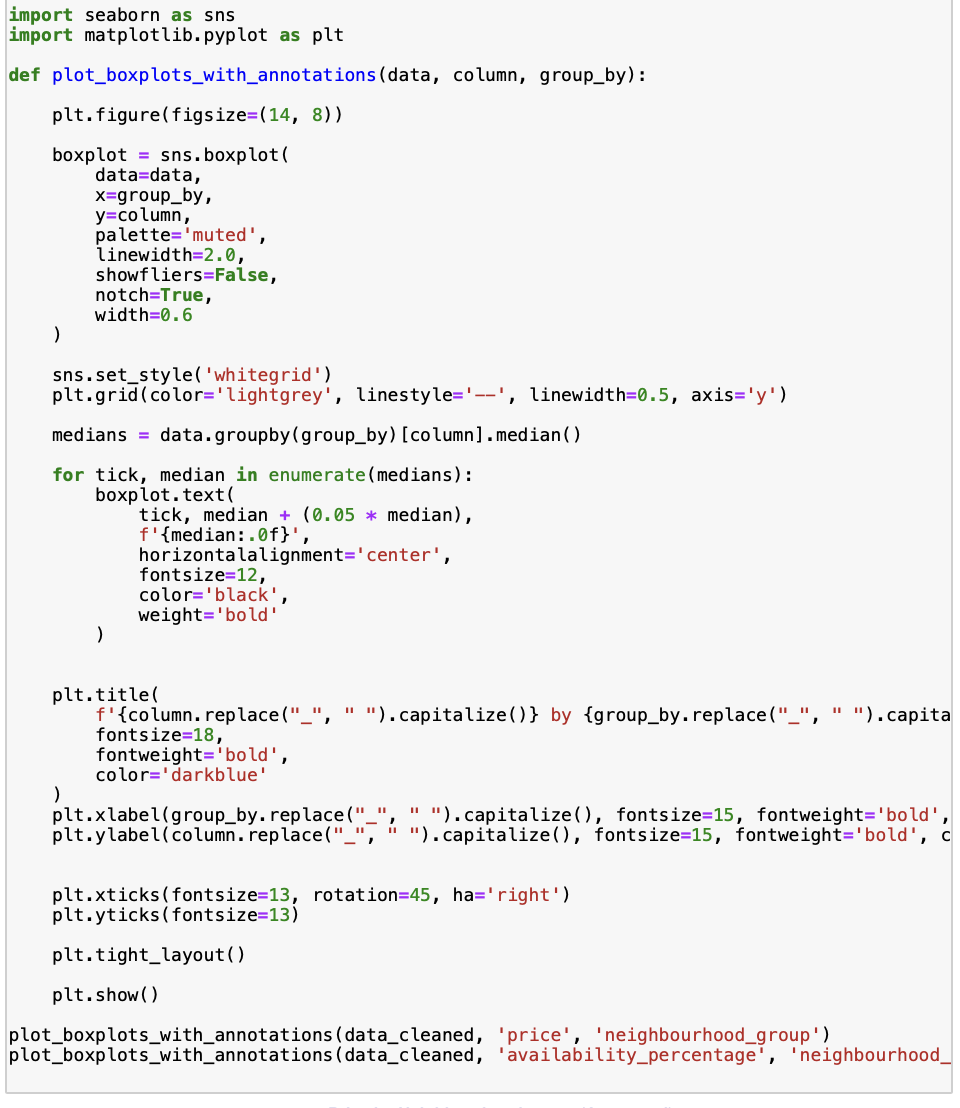 import seaborn as sns
import matplotlib.pyplot as plt

def plot_boxplots_with_annotations(data, column, group_by):

    plt.figure(figsize=(14, 8))

    boxplot = sns.boxplot(
        data=data,
        x=group_by,
        y=column,
        palette='muted',
        linewidth=2.0,
        showfliers=False,
        notch=True,
        width=0.6
    )

    sns.set_style('whitegrid')
    plt.grid(color='lightgrey', linestyle='--', linewidth=0.5, axis='y')

    medians = data.groupby(group_by)[column].median()

    for tick, median in enumerate(medians):
        boxplot.text(
            tick, median + (0.05 * median),
            f'{median:.0f}',
            horizontalalignment='center',
            fontsize=12,
            color='black',
            weight='bold'
        )


    plt.title(
        f'{column.replace("_", " ").capitalize()} by {group_by.replace("_", " ").capita
        fontsize=18,
        fontweight='bold',
        color='darkblue'
    )
    plt.xlabel(group_by.replace("_", " ").capitalize(), fontsize=15, fontweight='bold',
    plt.ylabel(column.replace("_", " ").capitalize(), fontsize=15, fontweight='bold', c


    plt.xticks(fontsize=13, rotation=45, ha='right')
    plt.yticks(fontsize=13)

    plt.tight_layout()

    plt.show()

plot_boxplots_with_annotations(data_cleaned, 'price', 'neighbourhood_group')
plot_boxplots_with_annotations(data_cleaned, 'availability_percentage', 'neighbourhood_